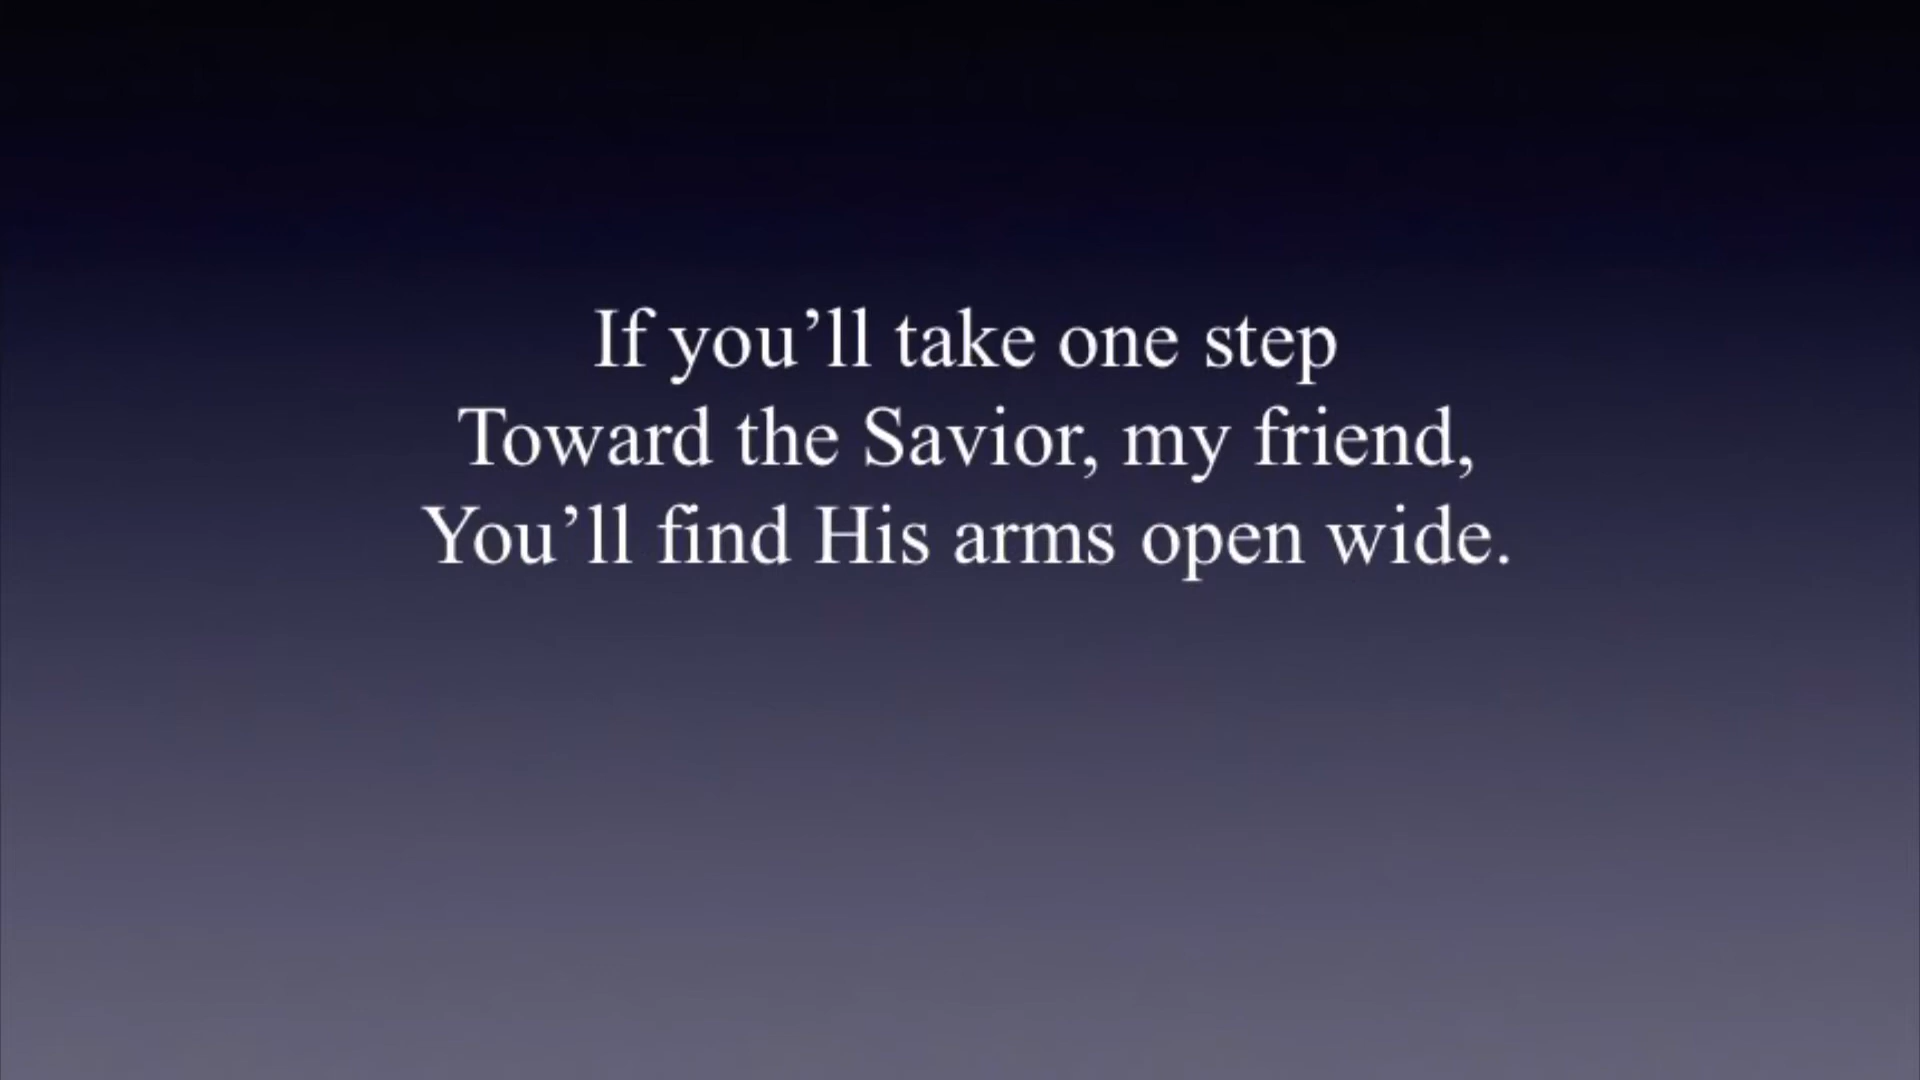 If you’ll take one step
Toward the Savior, my friend,
You’ll find His arms open wide.